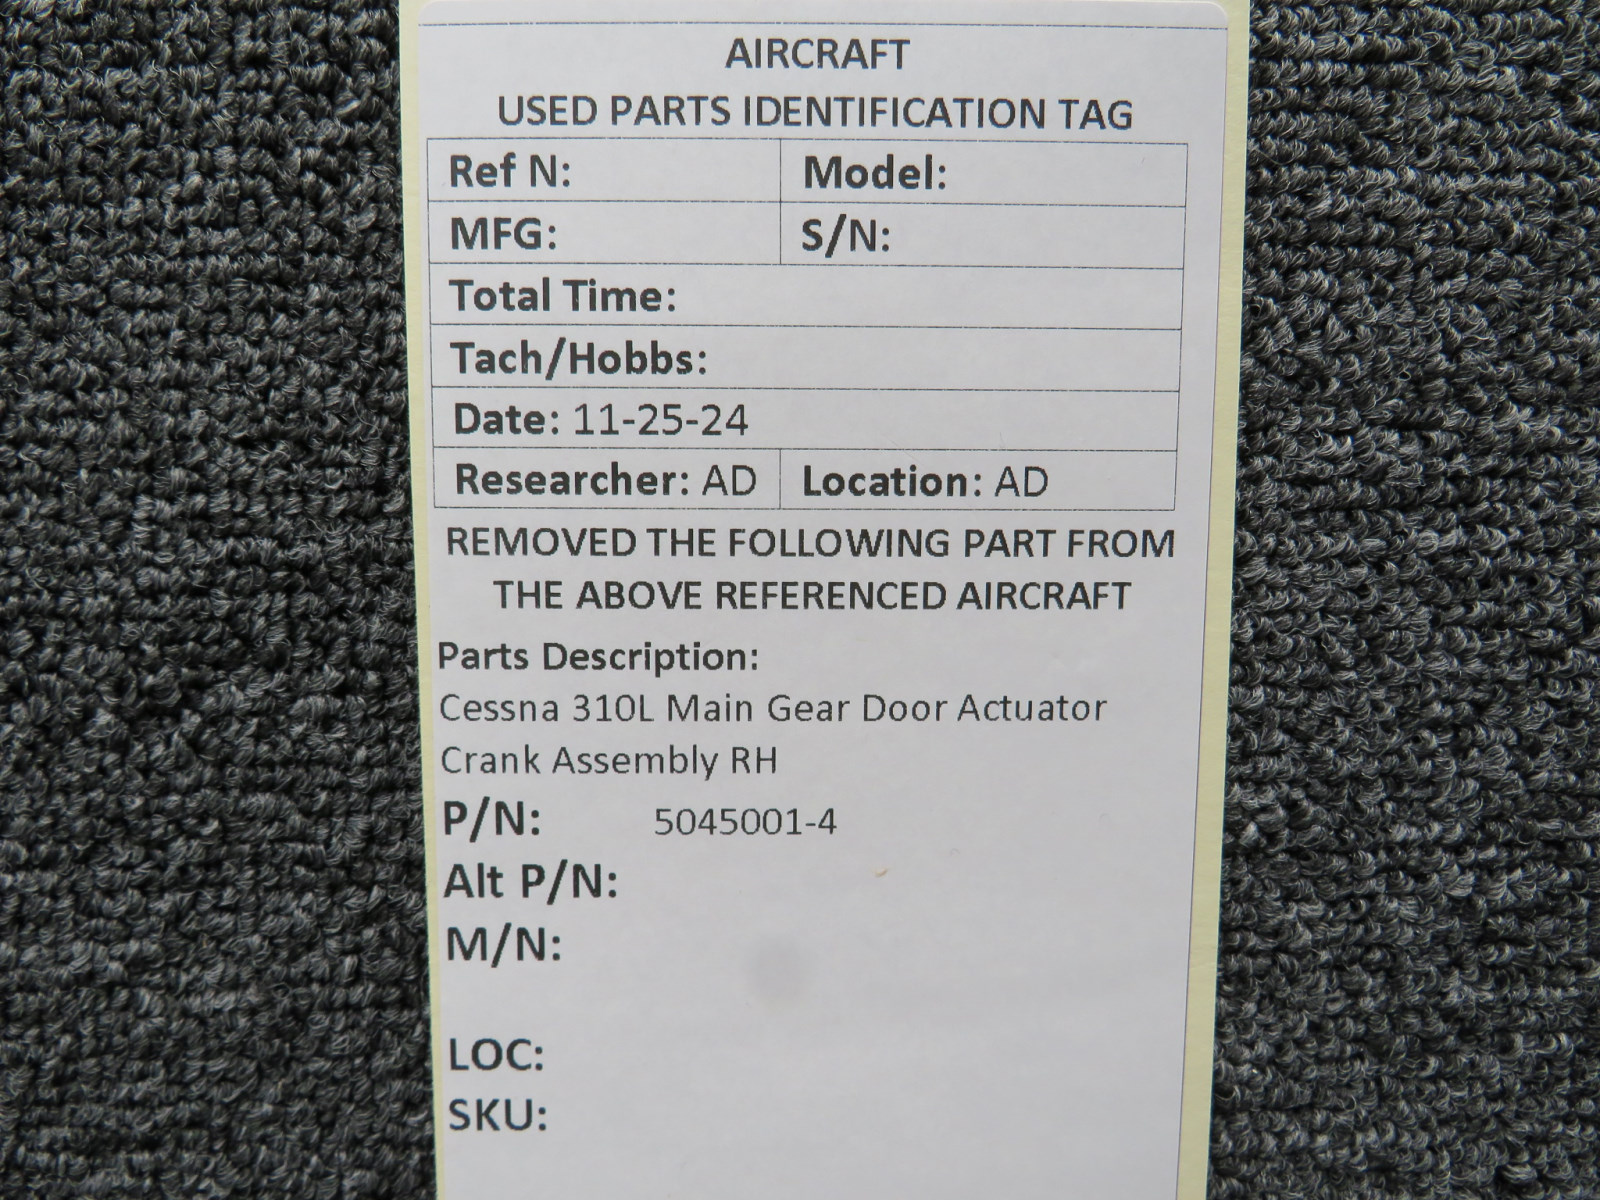 AIRCRAFT
USED PARTS IDENTIFICATION TAG
Ref N: Model:
MFG: S/N:
Total Time:
Tach/Hobbs:
Date: 11-25-24
Researcher: AD Location: AD
REMOVED THE FOLLOWING PART FROM
THE ABOVE REFERENCED AIRCRAFT
Parts Description:
Cessna 310L Main Gear Door Actuator
Crank Assembly RH
P/N: 5045001-4
Alt P/N:
M/N:
LOC:
SKU: